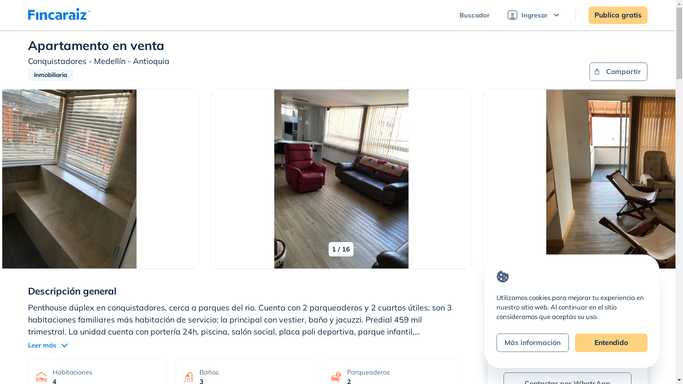 Fincaraiz
Buscador
Ingresar
Publica gratis
Apartamento en venta
Conquistadores - Medellín - Antioquia
Inmobiliaria
Compartir
1 / 16
Descripción general
Penthouse dúplex en conquistadores, cerca a parques del rio. Cuenta con 2 parqueaderos y 2 cuartos útiles; son 3
habitaciones familiares más habitación de servicio; la principal con vestier, baño y jacuzzi. Predial 459 mil
trimestral. La unidad cuenta con portería 24h, piscina, salón social, placa poli deportiva, parque infantil,...
Leer más
Habitaciones
4
Baños
3
Parqueaderos
2
Utilizamos cookies para mejorar tu experiencia en
nuestro sitio web. Al continuar en el sitio
consideramos que aceptas su uso.
Más información
Entendido
Contactar por WhatsApp